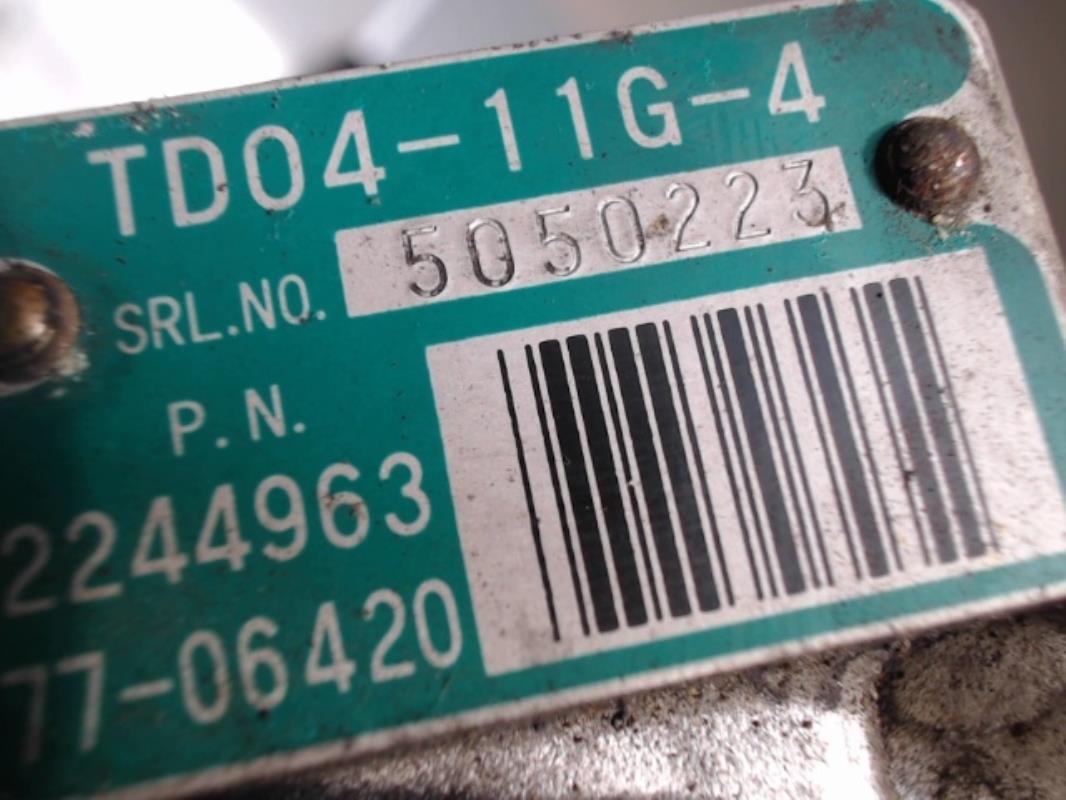 TD04-11G-4
SRL.NO. 5050223
P.N.
2244963
77-06420